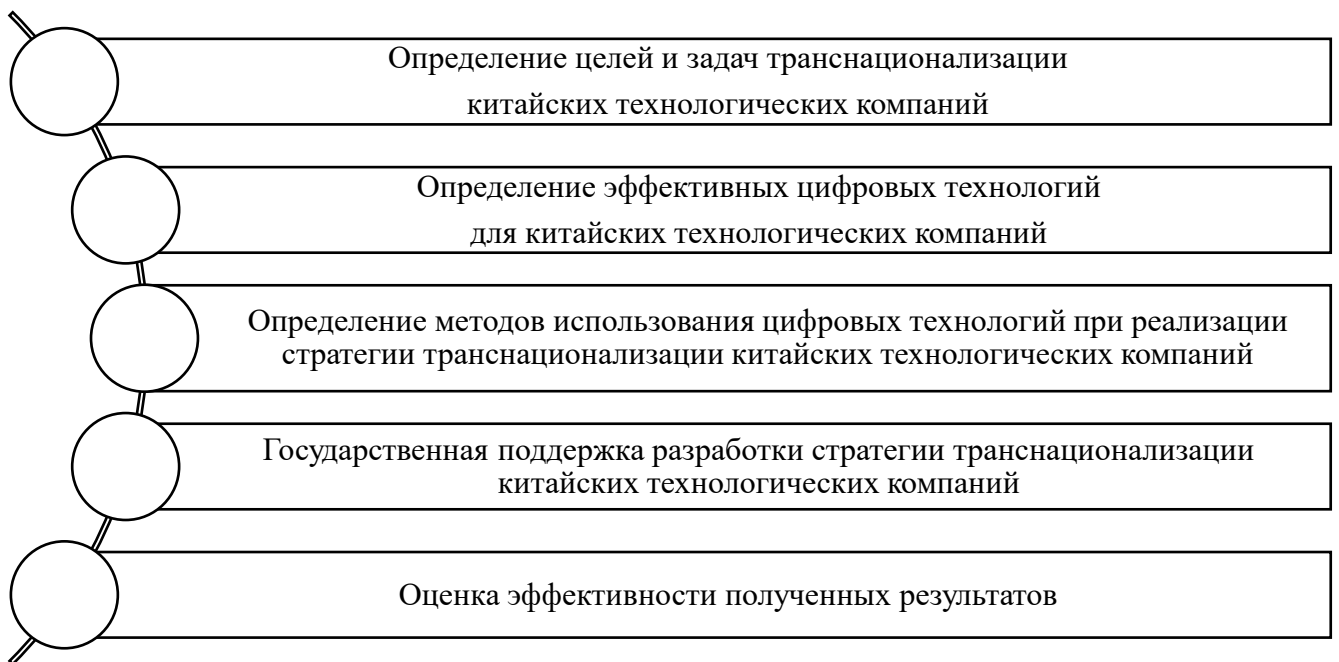 Определение целей и задач транснационализации
китайских технологических компаний
Определение эффективных цифровых технологий
для китайских технологических компаний
Определение методов использования цифровых технологий при реализации
стратегии транснационализации китайских технологических компаний
Государственная поддержка разработки стратегии транснационализации
китайских технологических компаний
Оценка эффективности полученных результатов